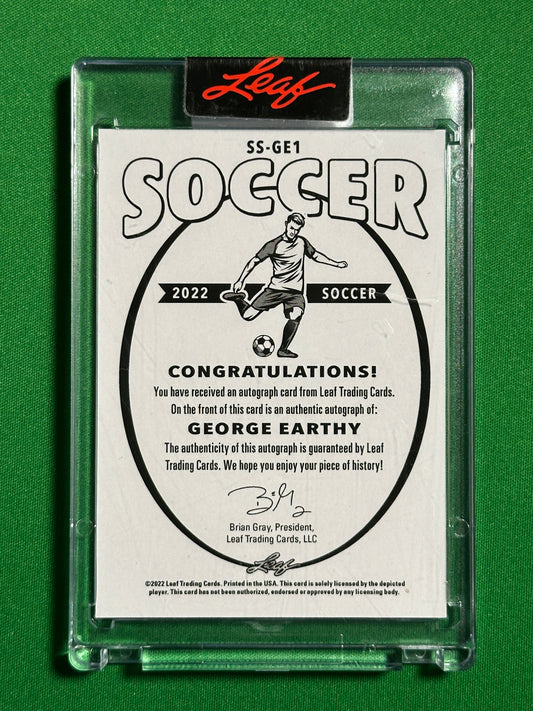 Leaf
SS-GE1
SOCCER
2022 SOCCER
CONGRATULATIONS!
You have received an autograph card from Leaf Trading Cards.
On the front of this card is an authentic autograph of:
GEORGE EARTHY
The authenticity of this autograph is guaranteed by Leaf
Trading Cards. We hope you enjoy your piece of history!
Brian Gray, President,
Leaf Trading Cards, LLC
Leaf
©2022 Leaf Trading Cards. Printed in the USA. This card is solely licensed by the depicted
player. This card has not been authorized, endorsed or approved by any licensing body.